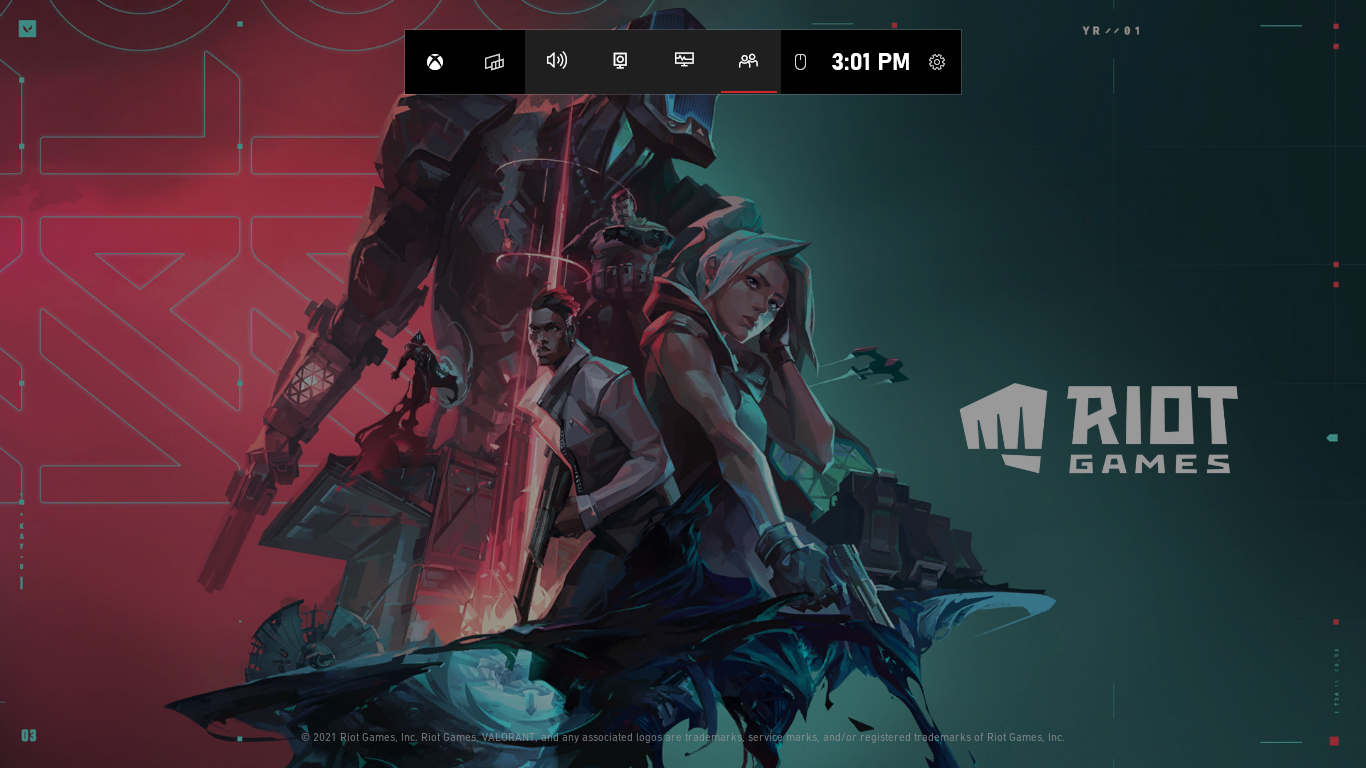 YR//01
3:01 PM
RIOT
GAMES
KAY-O
03
© 2021 Riot Games, Inc. Riot Games, VALORANT, and any associated logos are trademarks, service marks, and/or registered trademarks of Riot Games, Inc.